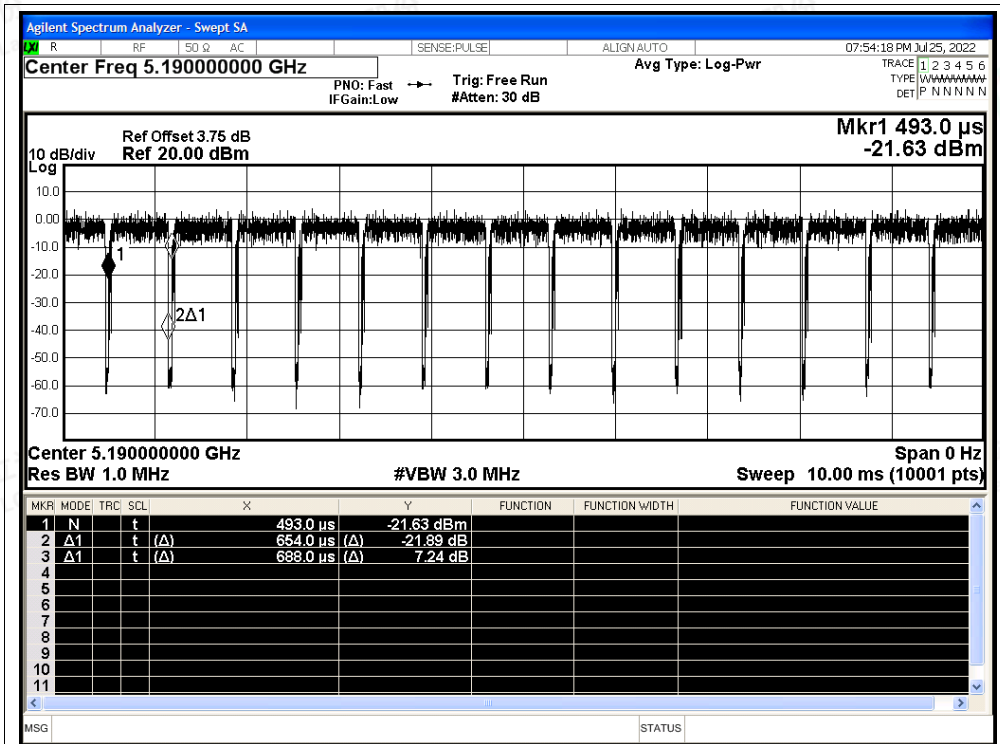 Agilent Spectrum Analyzer - Swept SA
LXI R RF 50 Ω AC SENSE:PULSE ALIGN AUTO 07:54:18 PM Jul 25, 2022
Center Freq 5.190000000 GHz
PNO: Fast
IFGain:Low
Trig: Free Run
#Atten: 30 dB
Avg Type: Log-Pwr
TRACE 1 2 3 4 5 6
TYPE
DET P N N N N N
Mkr1 493.0 µs
-21.63 dBm
Ref Offset 3.75 dB
10 dB/div Ref 20.00 dBm
Log
10.0
0.00
-10.0
-20.0
-30.0
-40.0
-50.0
-60.0
-70.0
1
2Δ1
Center 5.190000000 GHz Span 0 Hz
Res BW 1.0 MHz #VBW 3.0 MHz Sweep 10.00 ms (10001 pts)
MKR MODE TRC SCL X Y FUNCTION FUNCTION WIDTH FUNCTION VALUE
1 N t 493.0 µs -21.63 dBm
2 Δ1 t (Δ) 654.0 µs (Δ) -21.89 dB
3 Δ1 t (Δ) 688.0 µs (Δ) 7.24 dB
4
5
6
7
8
9
10
11
MSG STATUS